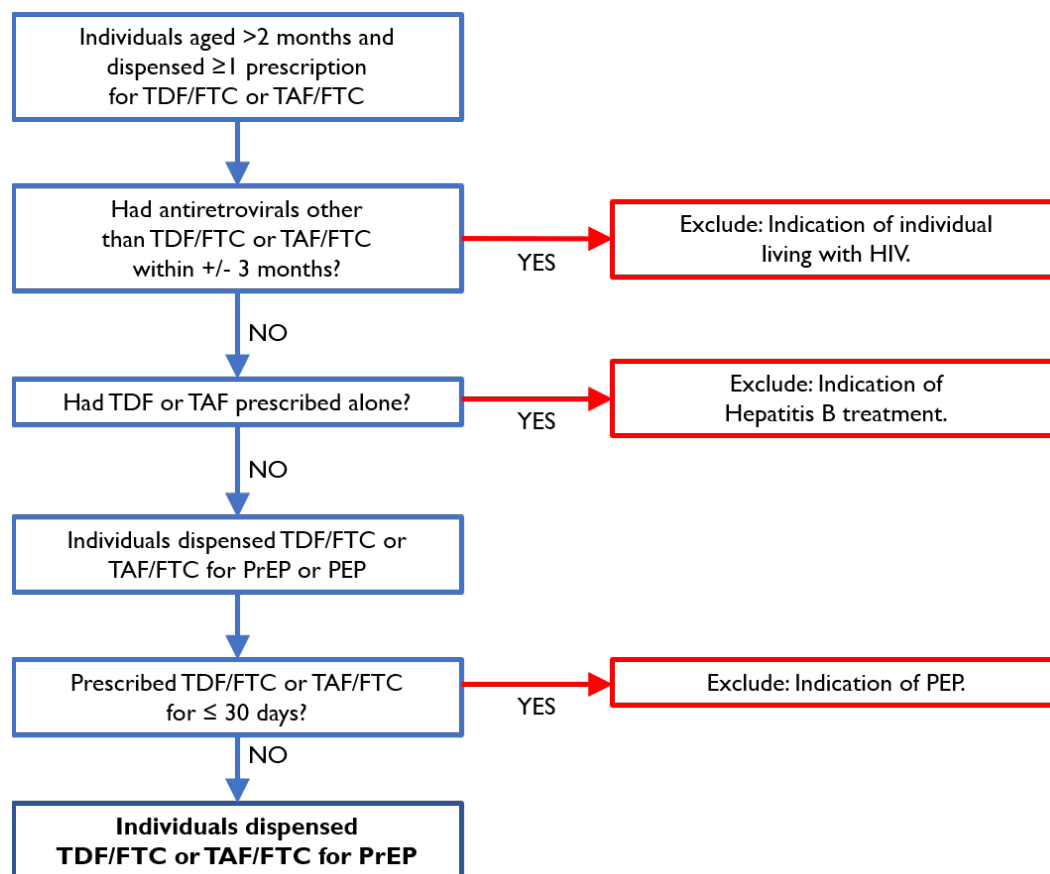 Individuals aged >2 months and
dispensed ≥1 prescription
for TDF/FTC or TAF/FTC
Had antiretrovirals other
than TDF/FTC or TAF/FTC
within +/- 3 months?
YES
Exclude: Indication of individual
living with HIV.
NO
Had TDF or TAF prescribed alone?
YES
Exclude: Indication of
Hepatitis B treatment.
NO
Individuals dispensed TDF/FTC or
TAF/FTC for PrEP or PEP
Prescribed TDF/FTC or TAF/FTC
for ≤ 30 days?
YES
Exclude: Indication of PEP.
NO
Individuals dispensed
TDF/FTC or TAF/FTC for PrEP